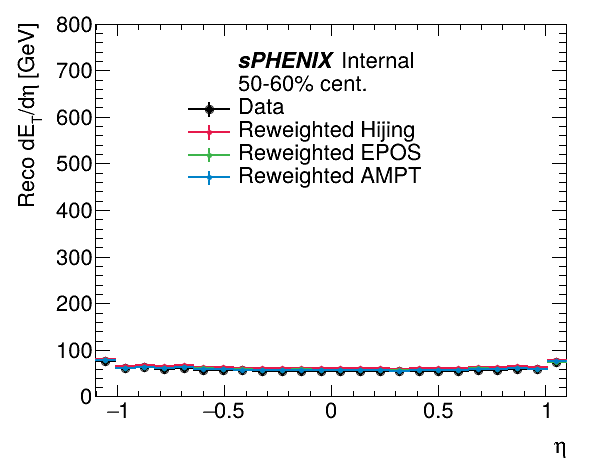 800
700
600
500
400
300
200
100
0
Reco dE_T/dη [GeV]
sPHENIX Internal
50-60% cent.
Data
Reweighted Hijing
Reweighted EPOS
Reweighted AMPT
−1 −0.5 0 0.5 1
η